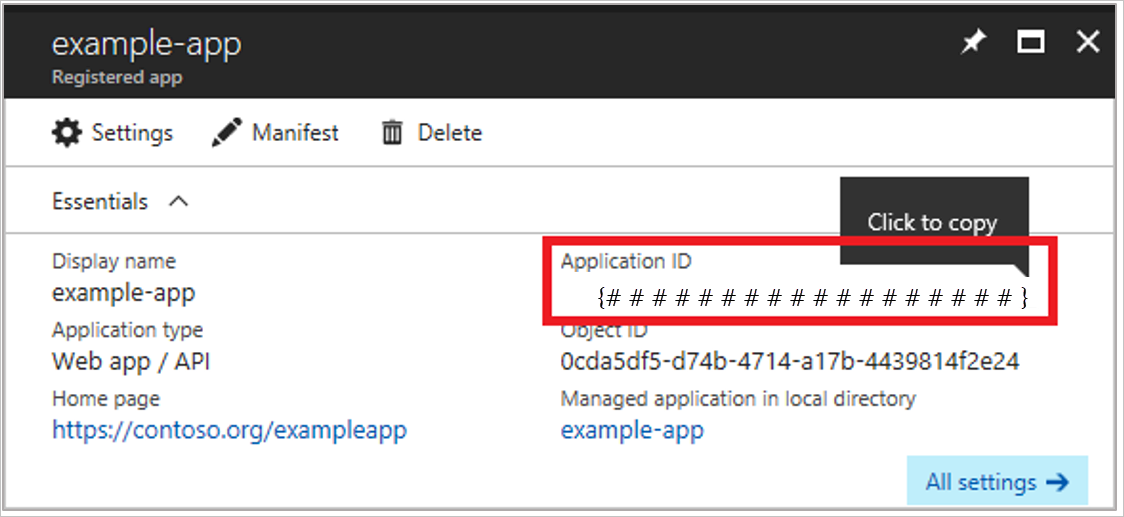 example-app
Registered app
Settings Manifest Delete
Essentials
Click to copy
Display name
example-app
Application ID
{# # # # # # # # # # # # # # # # # #}
Application type
Web app / API
Object ID
0cda5df5-d74b-4714-a17b-4439814f2e24
Home page
https://contoso.org/exampleapp
Managed application in local directory
example-app
All settings